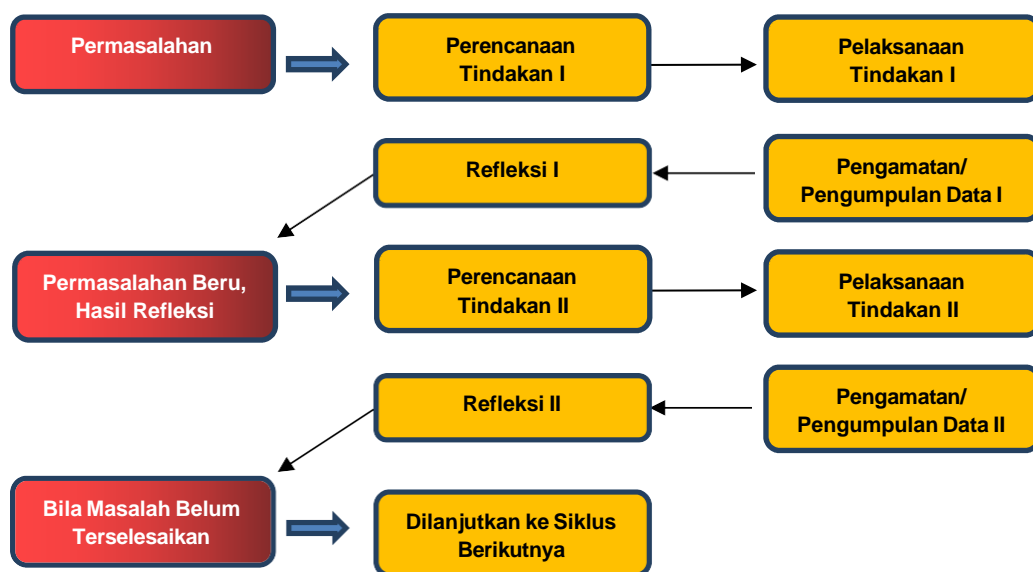 Permasalahan
Perencanaan
Tindakan I
Pelaksanaan
Tindakan I
Refleksi I
Pengamatan/
Pengumpulan Data I
Permasalahan Beru,
Hasil Refleksi
Perencanaan
Tindakan II
Pelaksanaan
Tindakan II
Refleksi II
Pengamatan/
Pengumpulan Data II
Bila Masalah Belum
Terselesaikan
Dilanjutkan ke Siklus
Berikutnya